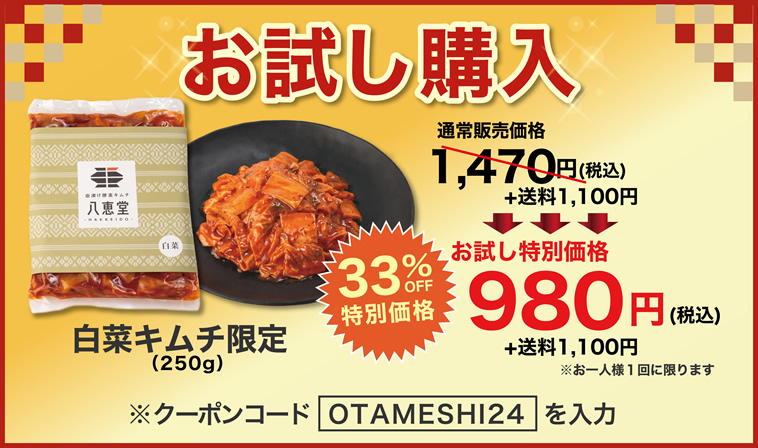 お試し購入
通常販売価格
1,470円(税込)
+送料1,100円
お試し特別価格
980円(税込)
+送料1,100円
※お一人様1回に限ります
33%OFF
特別価格
八恵堂
-HAKKEIDO-
白菜
白菜キムチ限定
(250g)
※クーポンコード OTAMESHI24 を入力